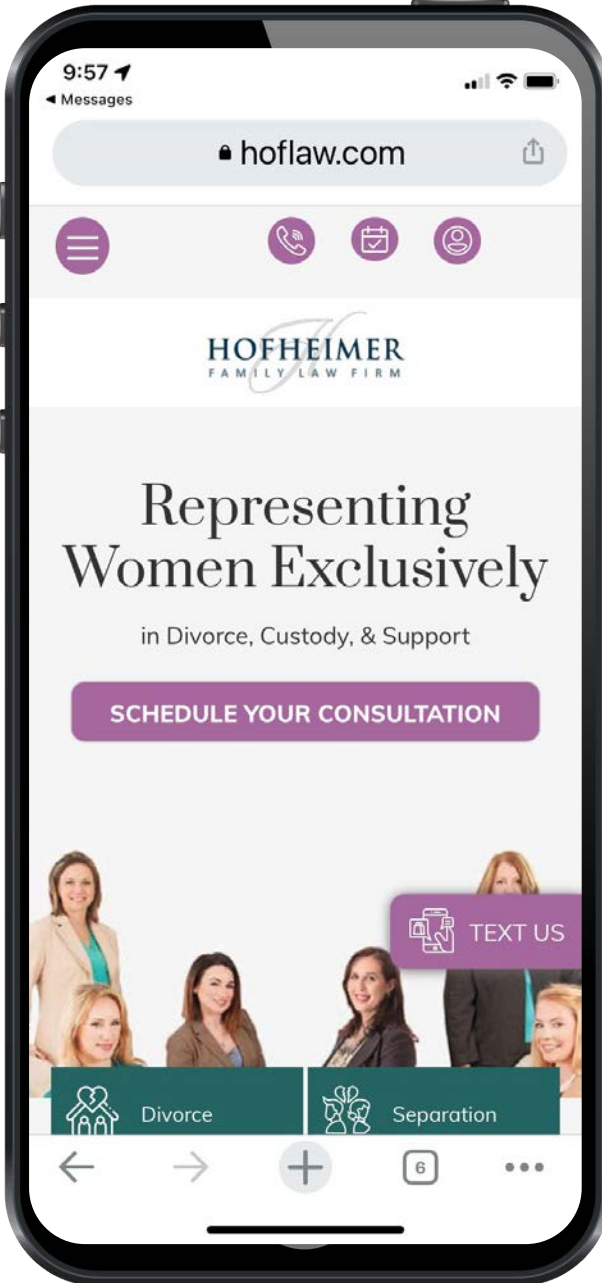 9:57
Messages
hoflaw.com
HOFHEIMER
FAMILY LAW FIRM
Representing
Women Exclusively
in Divorce, Custody, & Support
SCHEDULE YOUR CONSULTATION
TEXT US
Divorce
Separation
6